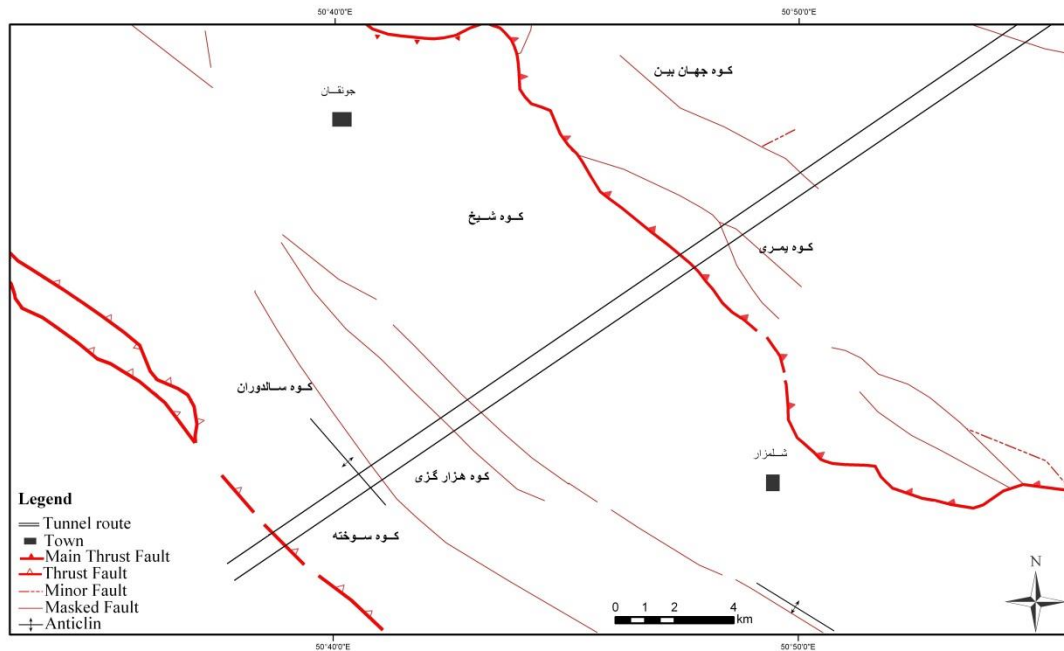 50°40'0"E
50°50'0"E
کوه جهان بین
جونقان
کوه شیخ
کوه یمری
کوه سالدوران
کوه هزار گزی
شلمزار
کوه سوخته
Legend
Tunnel route
Town
Main Thrust Fault
Thrust Fault
Minor Fault
Masked Fault
Anticlin
0 1 2 4
km
N
50°40'0"E
50°50'0"E